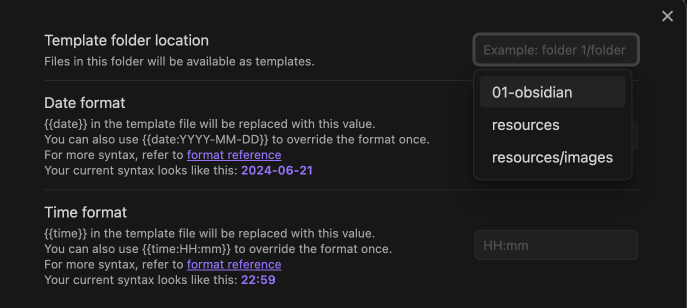 Template folder location
Example: folder 1/folder
Files in this folder will be available as templates.
01-obsidian
resources
resources/images
Date format
{{date}} in the template file will be replaced with this value.
You can also use {{date:YYYY-MM-DD}} to override the format once.
For more syntax, refer to format reference
Your current syntax looks like this: 2024-06-21
Time format
{{time}} in the template file will be replaced with this value.
You can also use {{time:HH:mm}} to override the format once.
HH:mm
For more syntax, refer to format reference
Your current syntax looks like this: 22:59